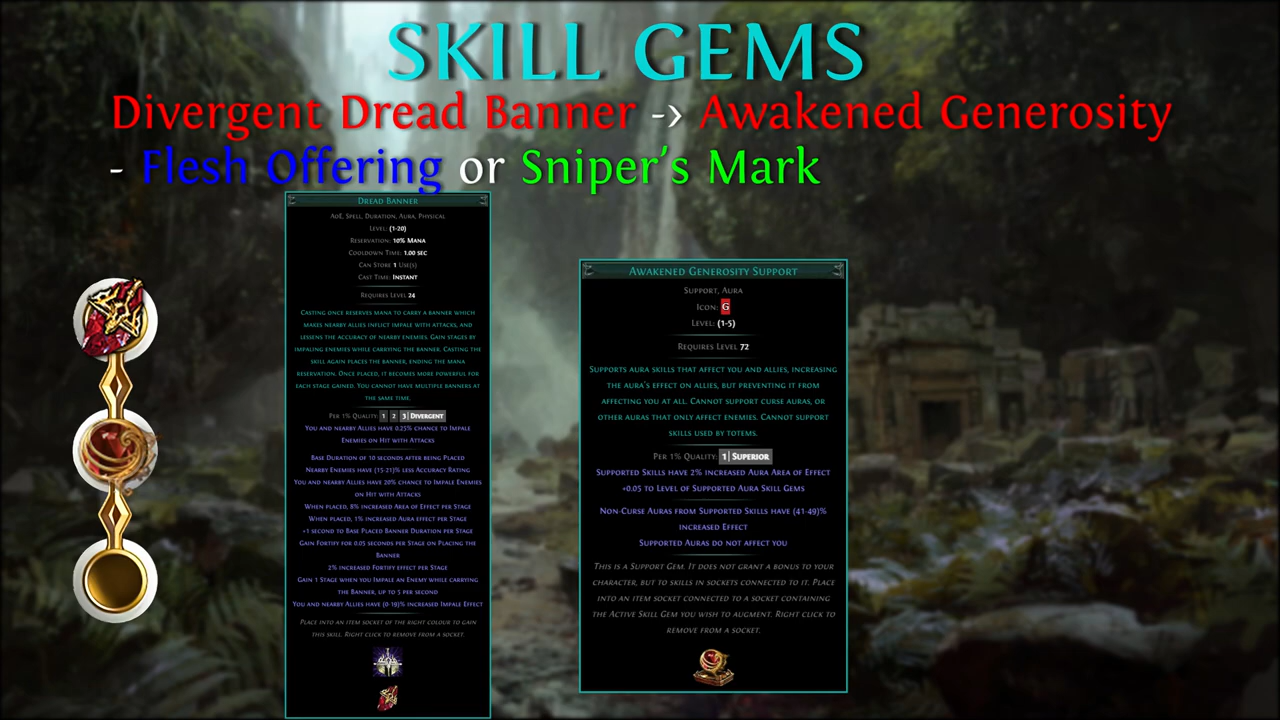 SKILL GEMS
Divergent Dread Banner -> Awakened Generosity
- Flesh Offering or Sniper's Mark
Dread Banner
AoE, Spell, Duration, Aura, Physical
Level: (1-20)
Reservation: 10% Mana
Cooldown Time: 1.00 sec
Can Store 1 Use(s)
Cast Time: Instant
Requires Level 24
Casting once reserves mana to carry a banner which
makes nearby allies inflict impale with attacks, and
lessens the accuracy of nearby enemies. Gain stages by
impaling enemies while carrying the banner. Casting the
skill again places the banner, ending the mana
reservation. Once placed, it becomes more powerful for
each stage gained. You cannot have multiple banners at
the same time.
Per 1% Quality: 1 2 3 | Divergent
You and nearby Allies have 0.25% chance to Impale
Enemies on Hit with Attacks
Base Duration of 10 seconds after being Placed
Nearby Enemies have (15-21)% less Accuracy Rating
You and nearby Allies have 20% chance to Impale Enemies
on Hit with Attacks
When placed, 8% increased Area of Effect per Stage
When placed, 1% increased Aura effect per Stage
+1 second to Base Placed Banner Duration per Stage
Gain Fortify for 0.05 seconds per Stage on Placing the
Banner
2% increased Fortify effect per Stage
Gain 1 Stage when you Impale an Enemy while carrying
the Banner, up to 5 per second
You and nearby Allies have (0-19)% increased Impale Effect
Place into an item socket of the right colour to gain
this skill. Right click to remove from a socket.
Awakened Generosity Support
Support, Aura
Icon: G
Level: (1-5)
Requires Level 72
Supports aura skills that affect you and allies, increasing
the aura's effect on allies, but preventing it from
affecting you at all. Cannot support curse auras, or
other auras that only affect enemies. Cannot support
skills used by totems.
Per 1% Quality: 1 | Superior
Supported Skills have 2% increased Aura Area of Effect
+0.05 to Level of Supported Aura Skill Gems
Non-Curse Auras from Supported Skills have (41-49)%
increased Effect
Supported Auras do not affect you
This is a Support Gem. It does not grant a bonus to your
character, but to skills in sockets connected to it. Place
into an item socket connected to a socket containing
the Active Skill Gem you wish to augment. Right click to
remove from a socket.